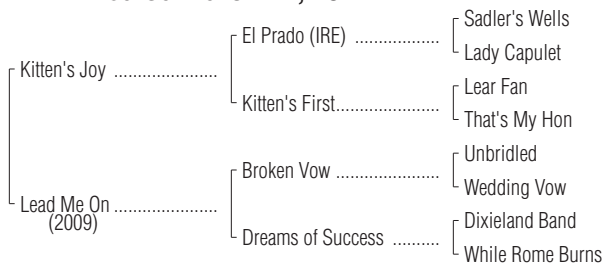 Sadler's Wells
El Prado (IRE) ..................
Lady Capulet
Kitten's Joy ......................
Lear Fan
Kitten's First......................
That's My Hon
Unbridled
Broken Vow ......................
Wedding Vow
Lead Me On ......................
(2009)
Dixieland Band
Dreams of Success ..........
While Rome Burns